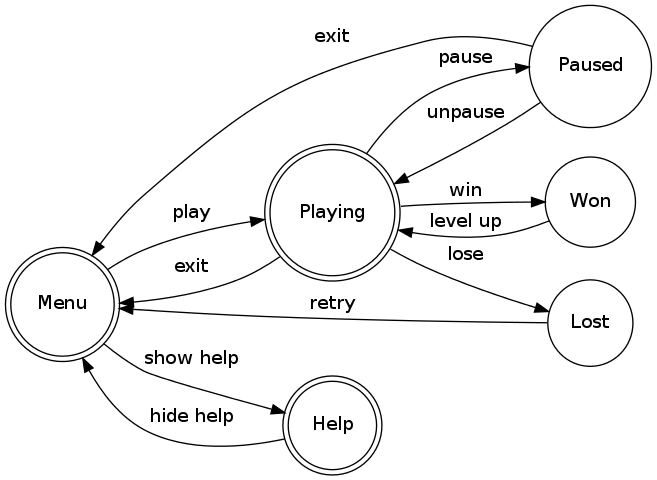 exit
pause
Paused
unpause
play
Playing
win
Won
level up
exit
lose
Menu
retry
Lost
show help
hide help
Help